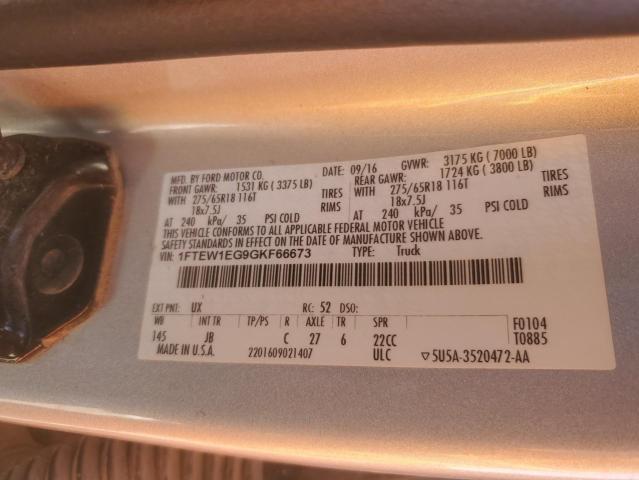 MFD. BY FORD MOTOR CO. DATE: 09/16 GVWR: 3175 KG ( 7000 LB)
FRONT GAWR: 1531 KG ( 3375 LB) REAR GAWR: 1724 KG ( 3800 LB)
WITH 275/65R18 116T TIRES WITH 275/65R18 116T TIRES
18x7.5J RIMS 18x7.5J RIMS
AT 240 kPa/ 35 PSI COLD AT 240 kPa/ 35 PSI COLD
THIS VEHICLE CONFORMS TO ALL APPLICABLE FEDERAL MOTOR VEHICLE
SAFETY STANDARDS IN EFFECT ON THE DATE OF MANUFACTURE SHOWN ABOVE.
VIN: 1FTEW1EG9GKF66673 TYPE: Truck
EXT PNT: UX RC: 52 DSO:
WB INT TR TP/PS R AXLE TR SPR F0104
145 JB C 27 6 22CC T0885
MADE IN U.S.A. 2201609021407 ULC ▽5U5A-3520472-AA